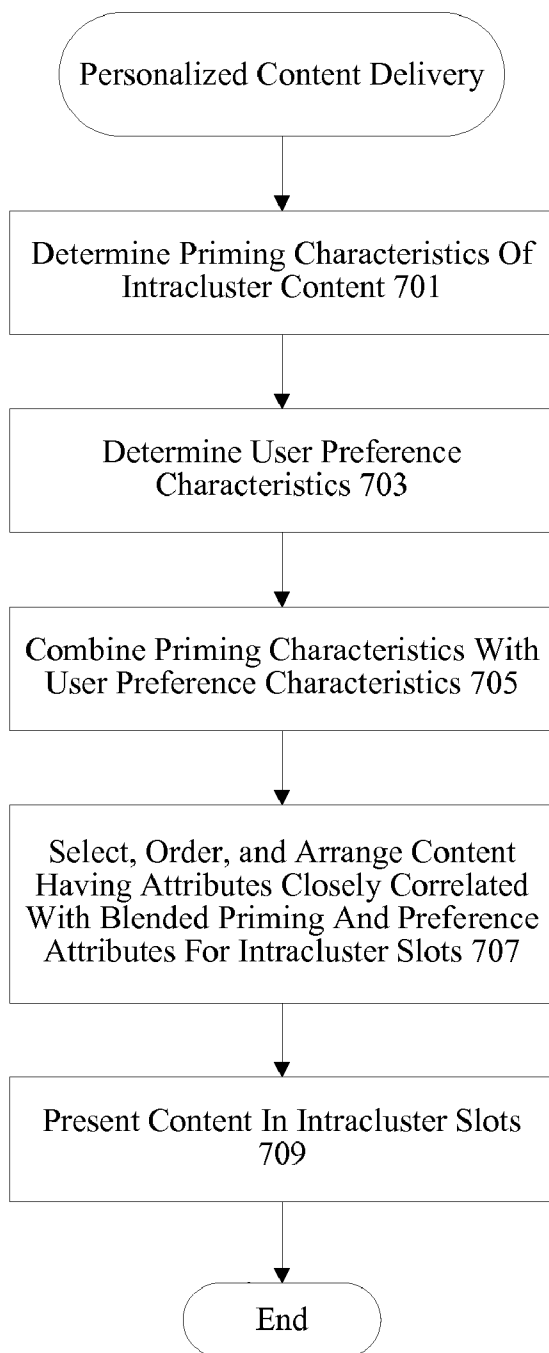 Personalized Content Delivery
Determine Priming Characteristics Of
Intracluster Content 701
Determine User Preference
Characteristics 703
Combine Priming Characteristics With
User Preference Characteristics 705
Select, Order, and Arrange Content
Having Attributes Closely Correlated
With Blended Priming And Preference
Attributes For Intracluster Slots 707
Present Content In Intracluster Slots
709
End